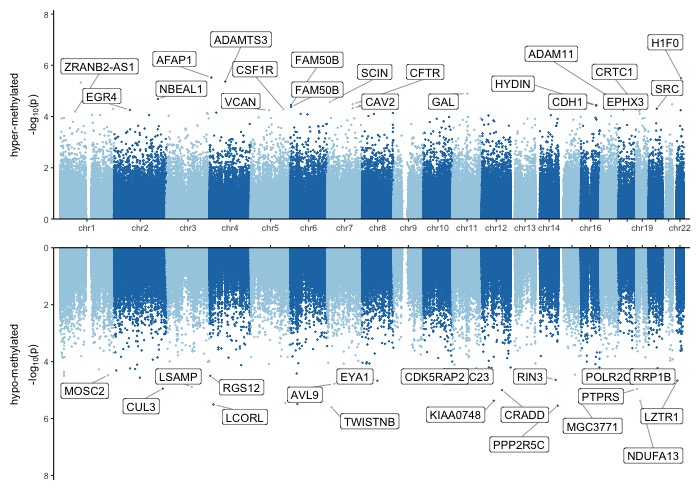 8
6
4
2
0
hyper-methylated
-log10(p)
ZRANB2-AS1
EGR4
AFAP1
NBEAL1
ADAMTS3
CSF1R
VCAN
FAM50B
FAM50B
SCIN
CAV2
CFTR
GAL
HYDIN
ADAM11
CDH1
CRTC1
EPHX3
H1F0
SRC
chr1
chr2
chr3
chr4
chr5
chr6
chr7
chr8
chr9
chr10
chr11
chr12
chr13
chr14
chr16
chr19
chr22
0
2
4
6
8
hypo-methylated
-log10(p)
MOSC2
CUL3
LSAMP
RGS12
LCORL
AVL9
EYA1
TWISTNB
CDK5RAP2
C23
KIAA0748
CRADD
PPP2R5C
RIN3
POLR2C
RRP1B
PTPRS
MGC3771
LZTR1
NDUFA13